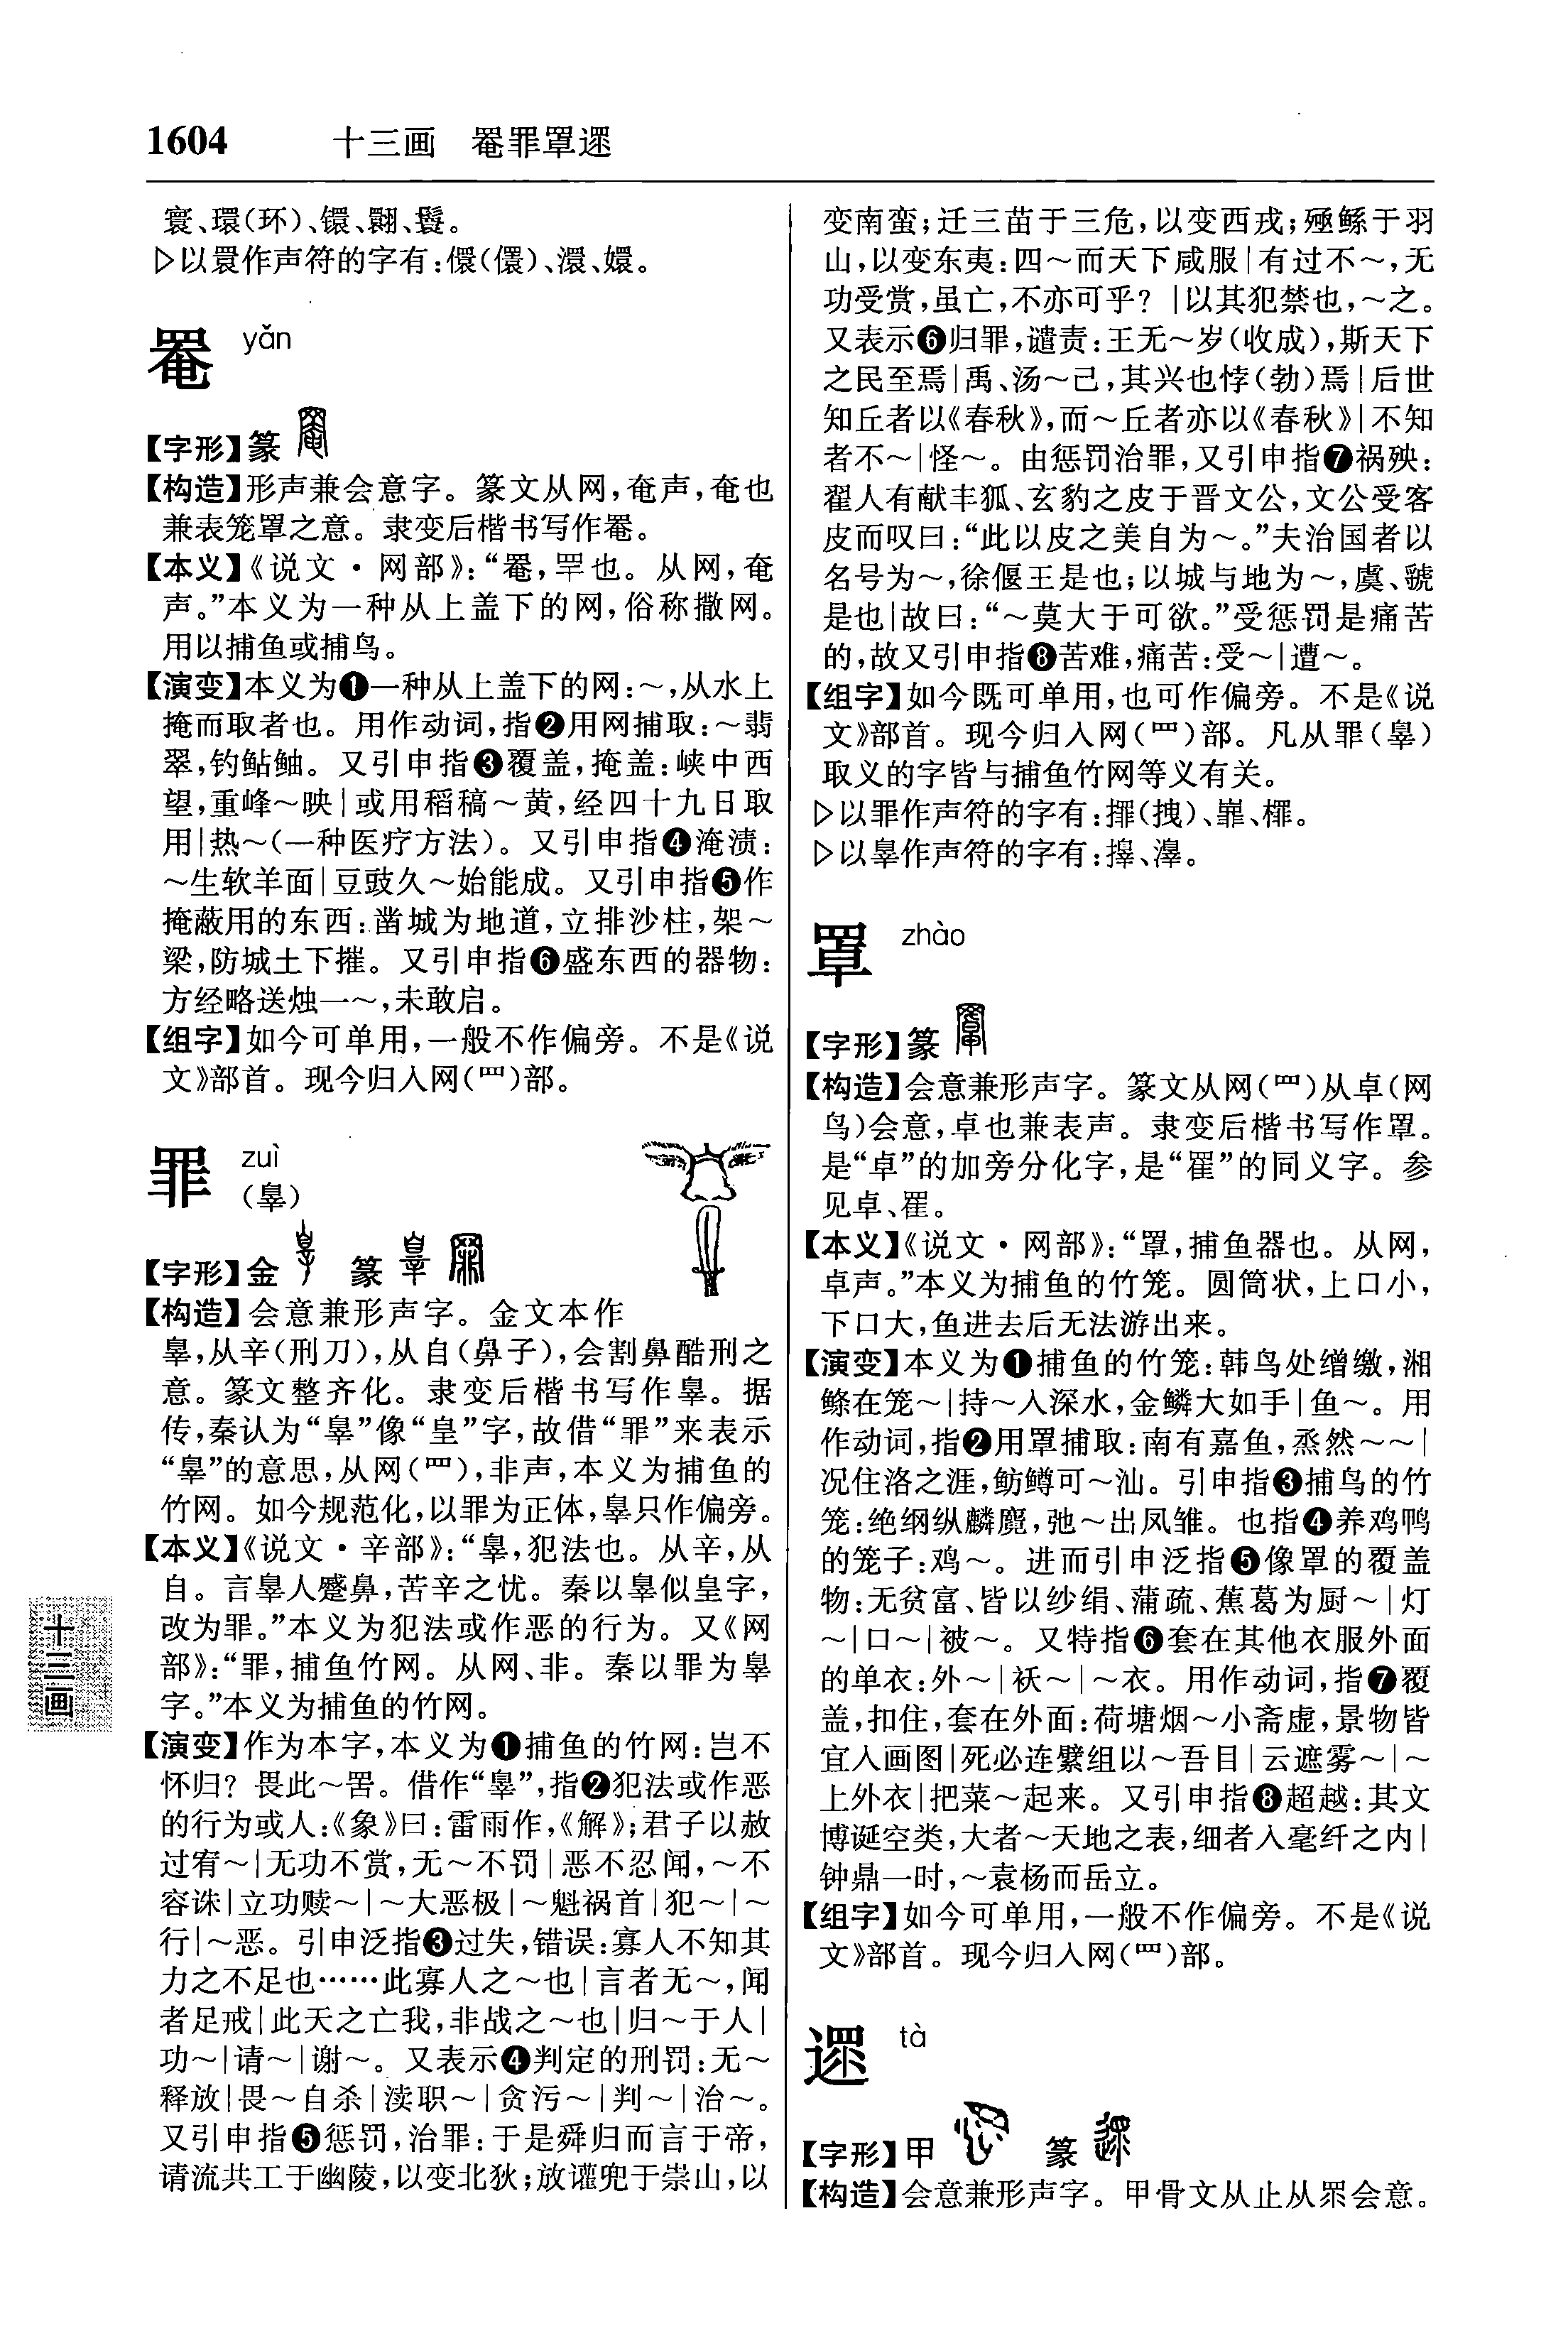 1604 十三画 罨罪罩遝
寰、環(环)、镮、翾、鬟。
▷以睘作声符的字有:儇(儇)、澴、嬛。
罨 yǎn
【字形】篆
【构造】形声兼会意字。篆文从网,奄声,奄也
兼表笼罩之意。隶变后楷书写作罨。
【本义】《说文·网部》:“罨,罕也。从网,奄
声。”本义为一种从上盖下的网,俗称撒网。
用以捕鱼或捕鸟。
【演变】本义为❶一种从上盖下的网:~,从水上
掩而取者也。用作动词,指❷用网捕取:~翡
翠,钓鲇鲉。又引申指❸覆盖,掩盖:峡中西
望,重峰~映|或用稻稿~黄,经四十九日取
用|热~(一种医疗方法)。又引申指❹淹渍:
~生软羊面|豆豉久~始能成。又引申指❺作
掩蔽用的东西:凿城为地道,立排沙柱,架~
梁,防城土下摧。又引申指❻盛东西的器物:
方经略送烛一~,未敢启。
【组字】如今可单用,一般不作偏旁。不是《说
文》部首。现今归入网(罒)部。
罪 zuì
(辠)
【字形】金 篆
【构造】会意兼形声字。金文本作
辠,从辛(刑刀),从自(鼻子),会割鼻酷刑之
意。篆文整齐化。隶变后楷书写作辠。据
传,秦认为“辠”像“皇”字,故借“罪”来表示
“辠”的意思,从网(罒),非声,本义为捕鱼的
竹网。如今规范化,以罪为正体,辠只作偏旁。
【本义】《说文·辛部》:“辠,犯法也。从辛,从
自。言辠人蹙鼻,苦辛之忧。秦以辠似皇字,
改为罪。”本义为犯法或作恶的行为。又《网
部》:“罪,捕鱼竹网。从网、非。秦以罪为辠
字。”本义为捕鱼的竹网。
【演变】作为本字,本义为❶捕鱼的竹网:岂不
怀归?畏此~罟。借作“辠”,指❷犯法或作恶
的行为或人:《象》曰:雷雨作,《解》;君子以赦
过宥~|无功不赏,无~不罚|恶不忍闻,~不
容诛|立功赎~|~大恶极|~魁祸首|犯~|~
行|~恶。引申泛指❸过失,错误:寡人不知其
力之不足也……此寡人之~也|言者无~,闻
者足戒|此天之亡我,非战之~也|归~于人|
功~|请~|谢~。又表示❹判定的刑罚:无~
释放|畏~自杀|渎职~|贪污~|判~|治~。
又引申指❺惩罚,治罪:于是舜归而言于帝,
请流共工于幽陵,以变北狄;放讙兜于崇山,以
变南蛮;迁三苗于三危,以变西戎;殛鲧于羽
山,以变东夷:四~而天下咸服|有过不~,无
功受赏,虽亡,不亦可乎?|以其犯禁也,~之。
又表示❻归罪,谴责:王无~岁(收成),斯天下
之民至焉|禹、汤~己,其兴也悖(勃)焉|后世
知丘者以《春秋》,而~丘者亦以《春秋》|不知
者不~|怪~。由惩罚治罪,又引申指❼祸殃:
翟人有献丰狐、玄豹之皮于晋文公,文公受客
皮而叹曰:“此以皮之美自为~。”夫治国者以
名号为~,徐偃王是也;以城与地为~,虞、虢
是也|故曰:“~莫大于可欲。”受惩罚是痛苦
的,故又引申指❽苦难,痛苦:受~|遭~。
【组字】如今既可单用,也可作偏旁。不是《说
文》部首。现今归入网(罒)部。凡从罪(辠)
取义的字皆与捕鱼竹网等义有关。
▷以罪作声符的字有:㩼(拽)、嶵、檌。
▷以辠作声符的字有:㩆、㵽。
罩 zhào
【字形】篆
【构造】会意兼形声字。篆文从网(罒)从卓(网
鸟)会意,卓也兼表声。隶变后楷书写作罩。
是“卓”的加旁分化字,是“䍜”的同义字。参
见卓、䍜。
【本义】《说文·网部》:“罩,捕鱼器也。从网,
卓声。”本义为捕鱼的竹笼。圆筒状,上口小,
下口大,鱼进去后无法游出来。
【演变】本义为❶捕鱼的竹笼:韩鸟处缯缴,湘
鲦在笼~|持~入深水,金鳞大如手|鱼~。用
作动词,指❷用罩捕取:南有嘉鱼,烝然~~|
况住洛之涯,鲂鳟可~汕。引申指❸捕鸟的竹
笼:绝纲纵麟麑,弛~出凤雏。也指❹养鸡鸭
的笼子:鸡~。进而引申泛指❺像罩的覆盖
物:无贫富、皆以纱绢、蒲疏、蕉葛为厨~|灯
~|口~|被~。又特指❻套在其他衣服外面
的单衣:外~|袄~|~衣。用作动词,指❼覆
盖,扣住,套在外面:荷塘烟~小斋虚,景物皆
宜入画图|死必连繠组以~吾目|云遮雾~|~
上外衣|把菜~起来。又引申指❽超越:其文
博诞空类,大者~天地之表,细者入毫纤之内|
钟鼎一时,~袁杨而岳立。
【组字】如今可单用,一般不作偏旁。不是《说
文》部首。现今归入网(罒)部。
遝 tà
【字形】甲 篆
【构造】会意兼形声字。甲骨文从止从眔会意。
十三画